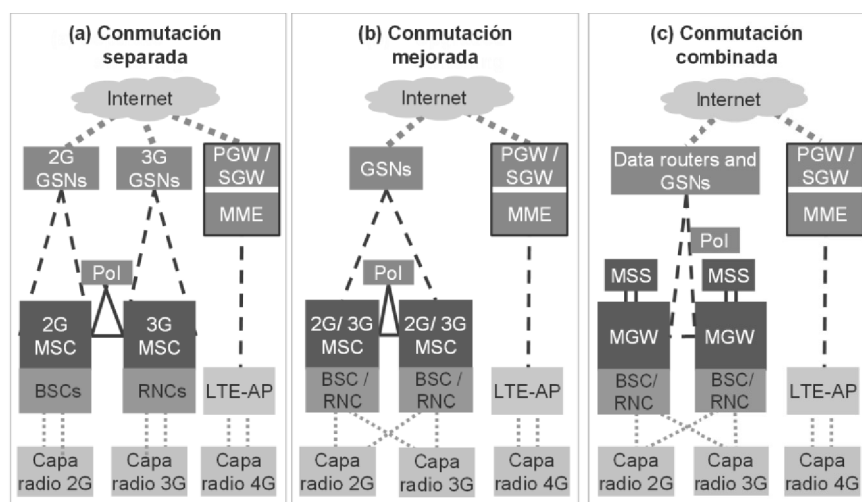 (a) Conmutación
separada
Internet
2G
GSNs
3G
GSNs
PGW /
SGW
MME
PoI
2G
MSC
3G
MSC
BSCs
RNCs
LTE-AP
Capa
radio 2G
Capa
radio 3G
Capa
radio 4G
(b) Conmutación
mejorada
Internet
GSNs
PGW /
SGW
MME
PoI
2G/ 3G
MSC
2G/ 3G
MSC
BSC /
RNC
BSC /
RNC
LTE-AP
Capa
radio 2G
Capa
radio 3G
Capa
radio 4G
(c) Conmutación
combinada
Internet
Data routers and
GSNs
PGW /
SGW
MME
PoI
MSS
MSS
MGW
MGW
BSC/
RNC
BSC/
RNC
LTE-AP
Capa
radio 2G
Capa
radio 3G
Capa
radio 4G